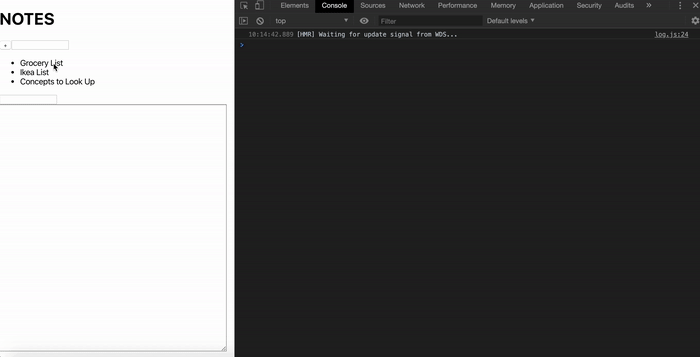 NOTES
+
Grocery List
Ikea List
Concepts to Look Up
Elements Console Sources Network Performance Memory Application Security Audits »
top ▼ Filter Default levels ▼
10:14:42.889 [HMR] Waiting for update signal from WDS... log.js:24
>